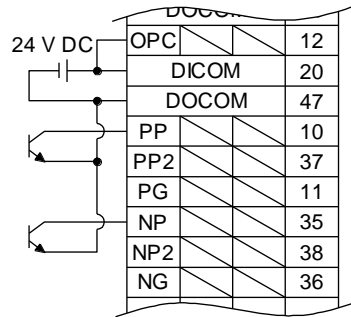 DOCOM
24 V DC
OPC 12
DICOM 20
DOCOM 47
PP 10
PP2 37
PG 11
NP 35
NP2 38
NG 36